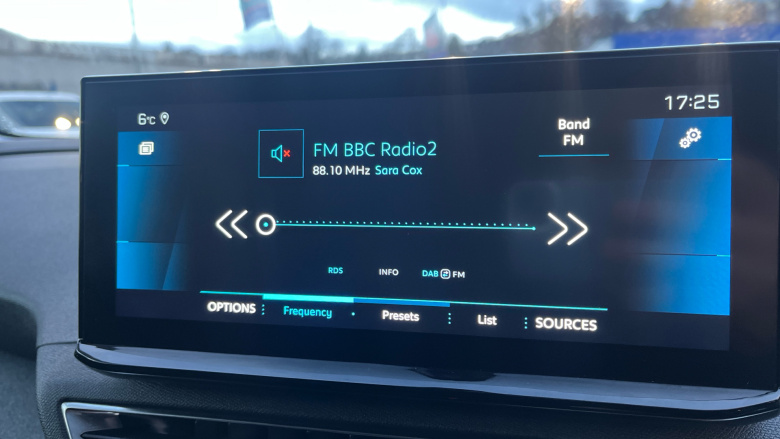 6°C
17:25
Band
FM
FM BBC Radio2
88.10 MHz Sara Cox
RDS INFO DAB FM
OPTIONS Frequency Presets List SOURCES